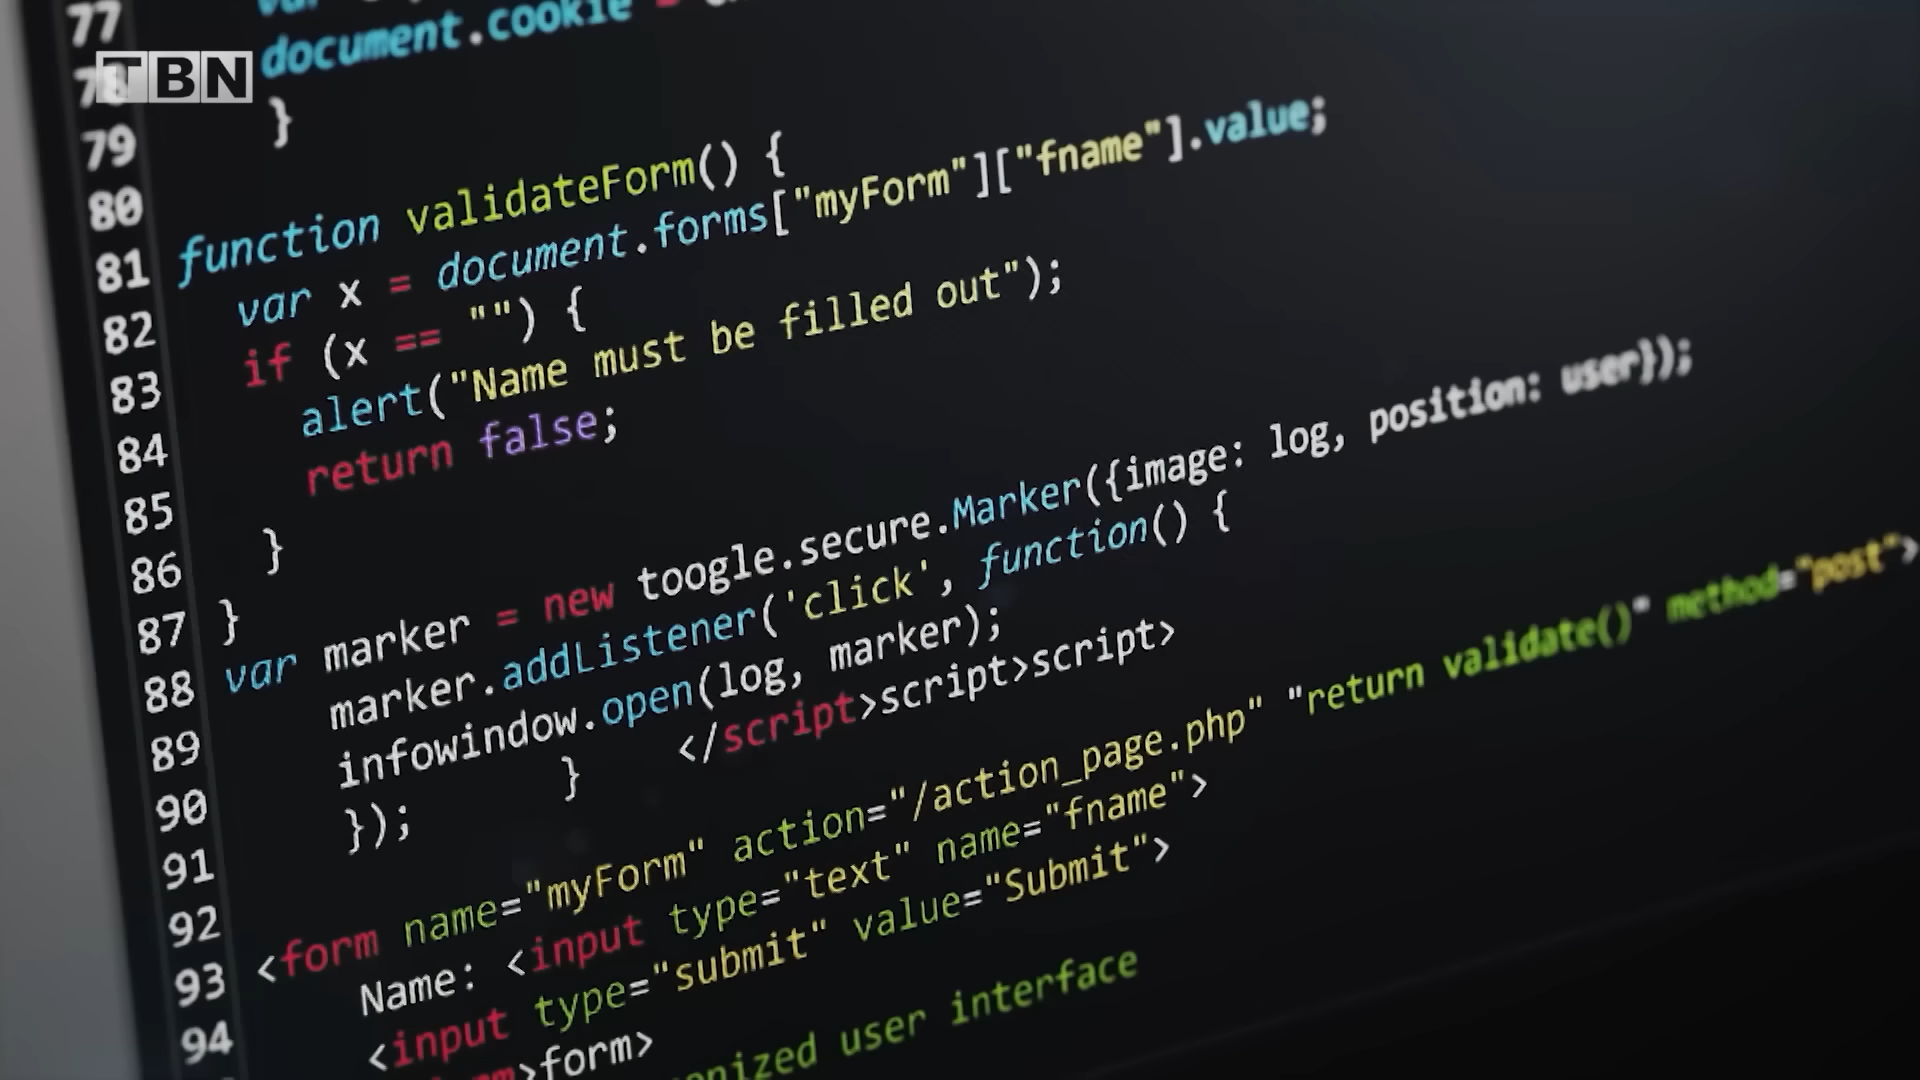 TBN
77
document.cookie =
78
}
79
80
function validateForm() {
81
var x = document.forms["myForm"]["fname"].value;
82
if (x == "") {
83
alert("Name must be filled out");
84
return false;
85
}
86
}
87
var marker = new toogle.secure.Marker({image: log, position: user});
88
marker.addListener('click', function() {
89
infowindow.open(log, marker);
90
} </script>script>script>
91
});
92
<form name="myForm" action="/action_page.php" "return validate()" method="post">
93
Name: <input type="text" name="fname">
94
<input type="submit" value="Submit">
>form>
user interface